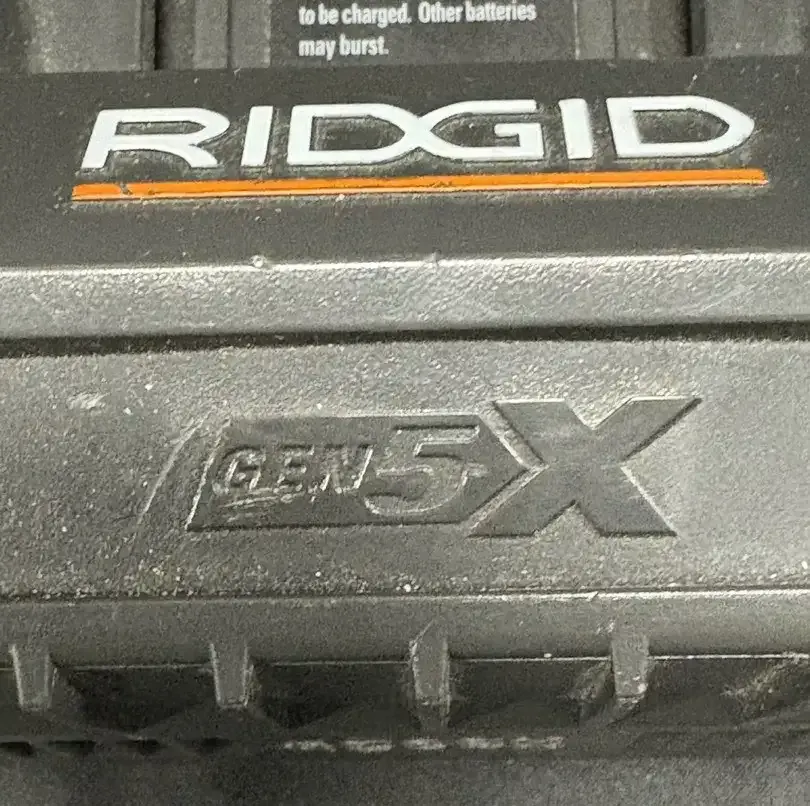 to be charged. Other batteries
may burst.
RIDGID
GEN5X